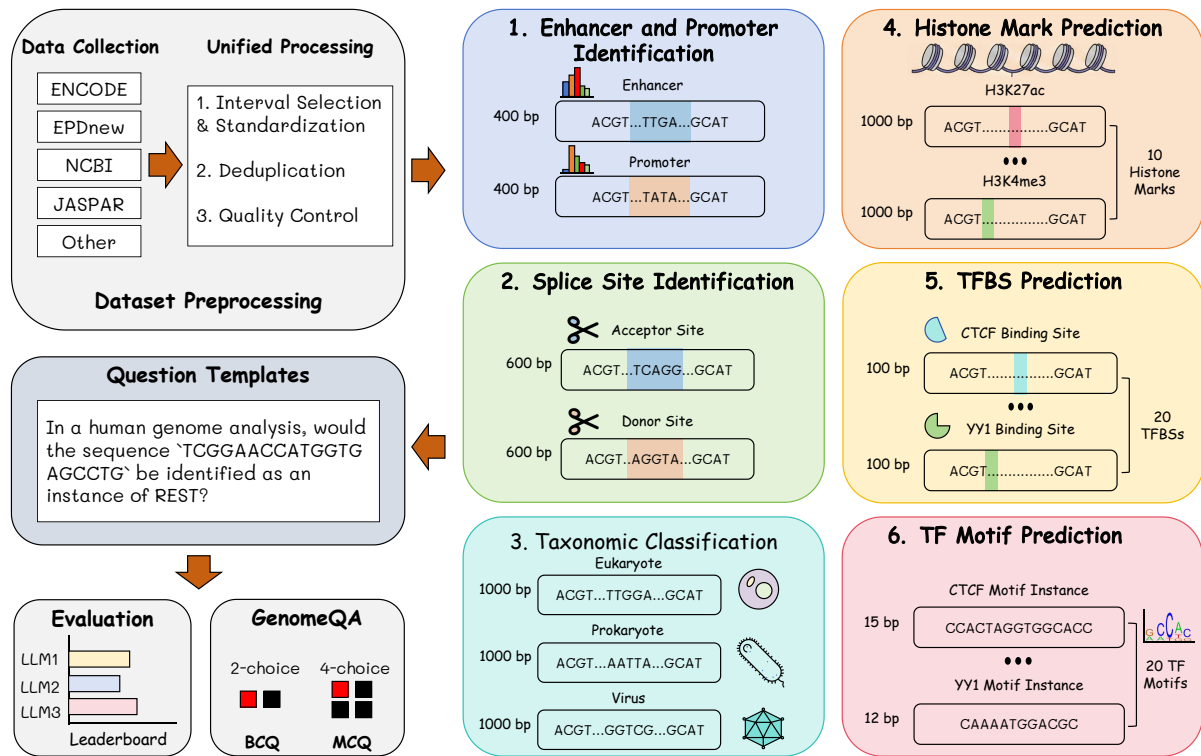 Data Collection
ENCODE
EPDnew
NCBI
JASPAR
Other
Unified Processing
1. Interval Selection
& Standardization
2. Deduplication
3. Quality Control
Dataset Preprocessing
Question Templates
In a human genome analysis, would
the sequence `TCGGAACCATGGTG
AGCCTG` be identified as an
instance of REST?
Evaluation
LLM1
LLM2
LLM3
Leaderboard
GenomeQA
2-choice
4-choice
BCQ
MCQ
1. Enhancer and Promoter
Identification
Enhancer
400 bp
ACGT...TTGA...GCAT
Promoter
400 bp
ACGT...TATA...GCAT
2. Splice Site Identification
Acceptor Site
600 bp
ACGT...TCAGG...GCAT
Donor Site
600 bp
ACGT..AGGTA...GCAT
3. Taxonomic Classification
Eukaryote
1000 bp
ACGT...TTGGA...GCAT
Prokaryote
1000 bp
ACGT...AATTA...GCAT
Virus
1000 bp
ACGT...GGTCG...GCAT
4. Histone Mark Prediction
H3K27ac
1000 bp
ACGT................GCAT
H3K4me3
1000 bp
ACGT................GCAT
10
Histone
Marks
5. TFBS Prediction
CTCF Binding Site
100 bp
ACGT................GCAT
YY1 Binding Site
100 bp
ACGT................GCAT
20
TFBSs
6. TF Motif Prediction
CTCF Motif Instance
15 bp
CCACTAGGTGGCACC
YY1 Motif Instance
12 bp
CAAAATGGACGC
20 TF
Motifs